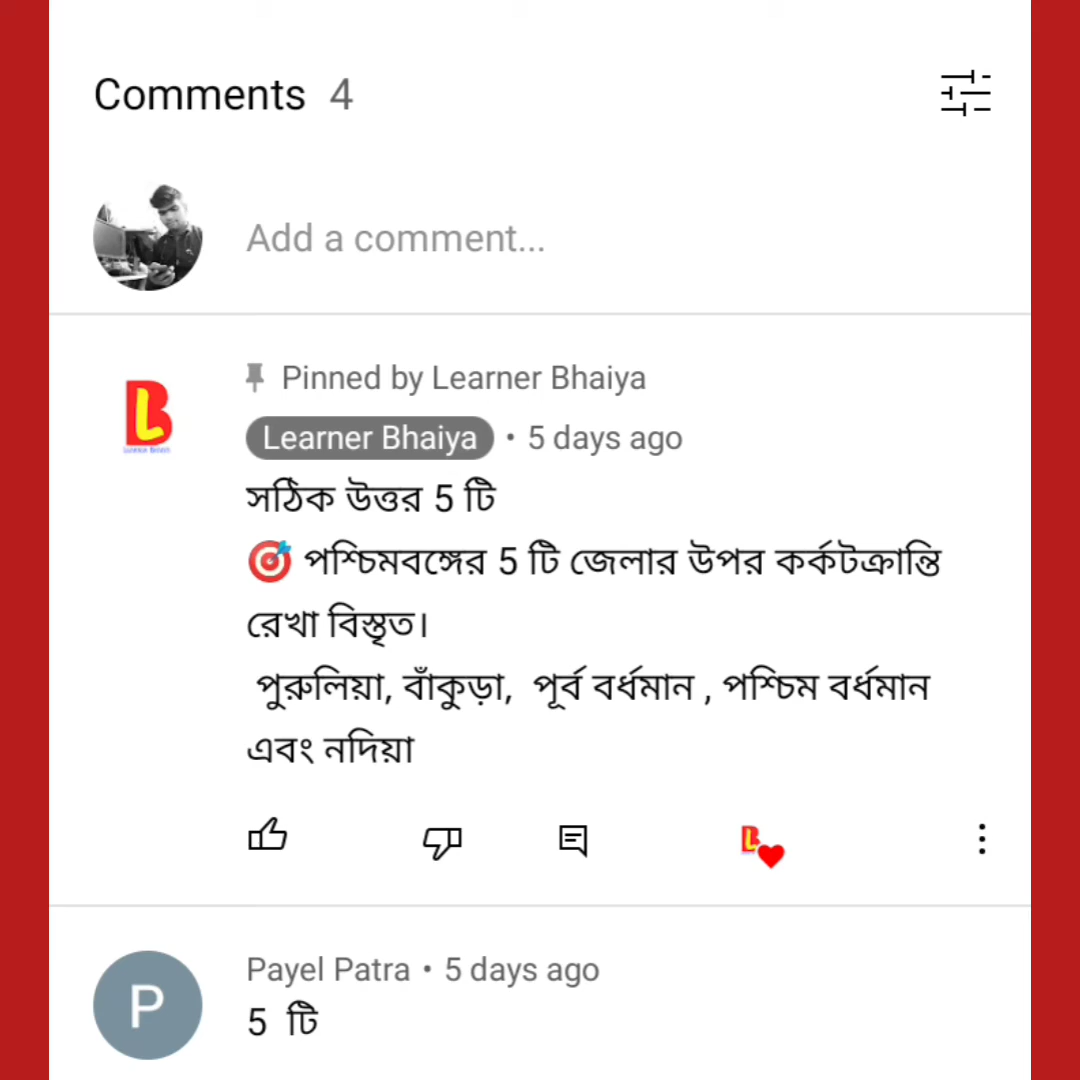 Comments 4
Add a comment...
Pinned by Learner Bhaiya
Learner Bhaiya • 5 days ago
সঠিক উত্তর 5 টি
🎯 পশ্চিমবঙ্গের 5 টি জেলার উপর কর্কটক্রান্তি
রেখা বিস্তৃত।
পুরুলিয়া, বাঁকুড়া, পূর্ব বর্ধমান , পশ্চিম বর্ধমান
এবং নদিয়া
P
Payel Patra • 5 days ago
5 টি